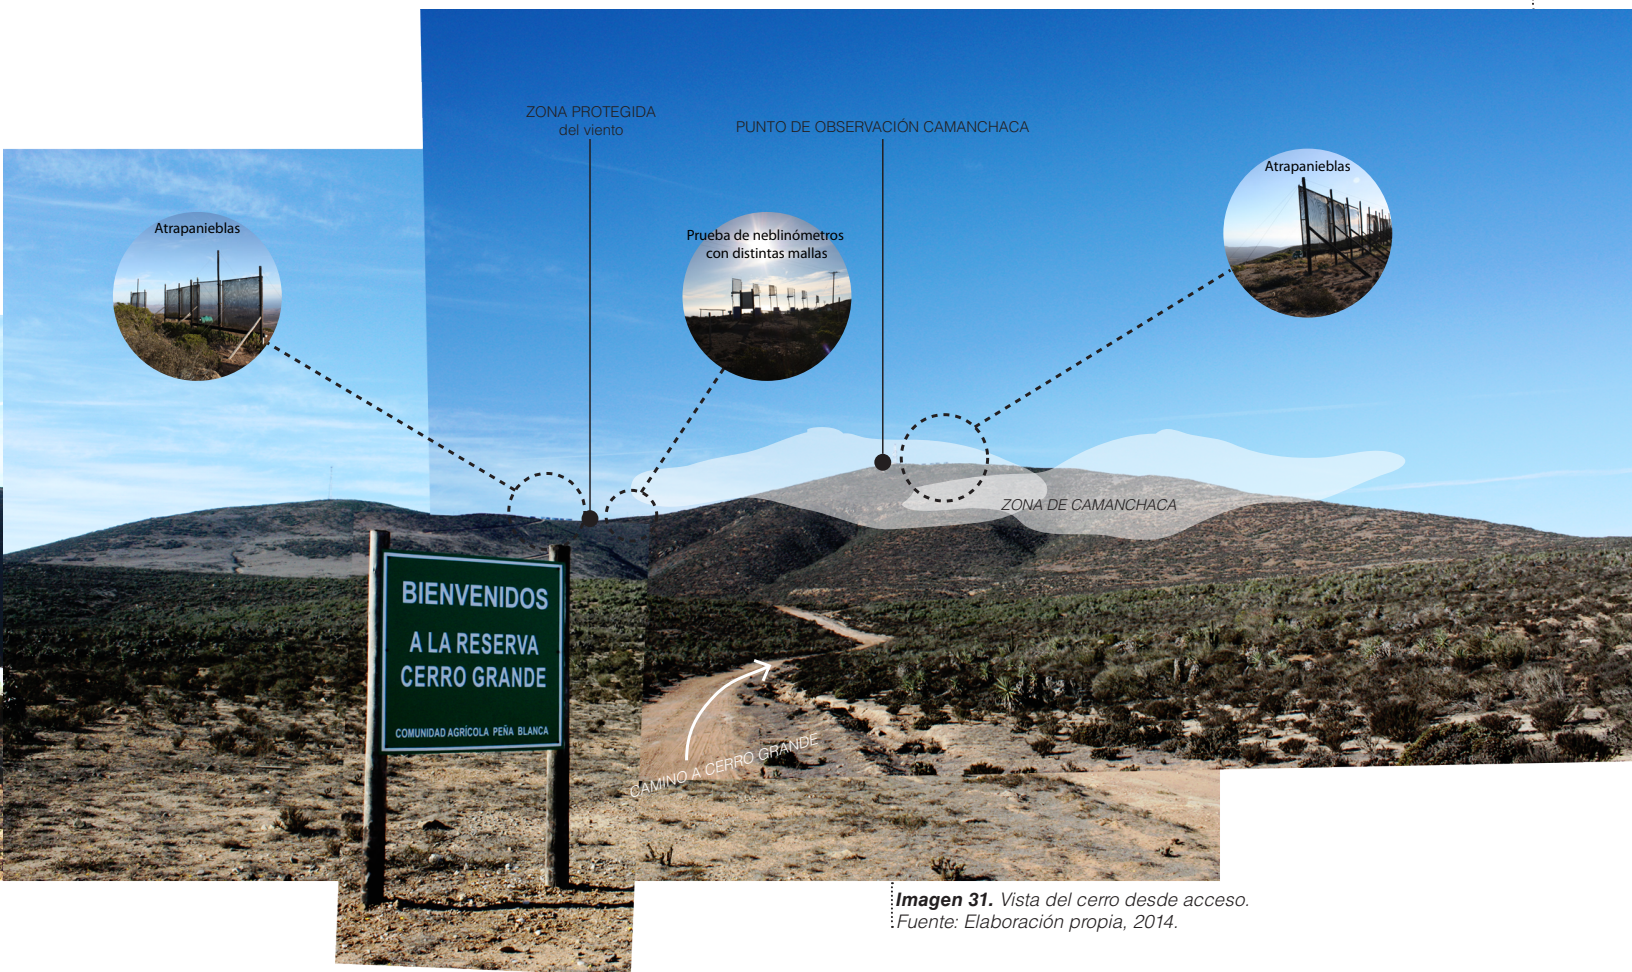 ZONA PROTEGIDA
del viento
PUNTO DE OBSERVACIÓN CAMANCHACA
Atrapanieblas
Atrapanieblas
Prueba de neblinómetros
con distintas mallas
ZONA DE CAMANCHACA
BIENVENIDOS
A LA RESERVA
CERRO GRANDE
COMUNIDAD AGRÍCOLA PEÑA BLANCA
CAMINO A CERRO GRANDE
Imagen 31. Vista del cerro desde acceso.
Fuente: Elaboración propia, 2014.